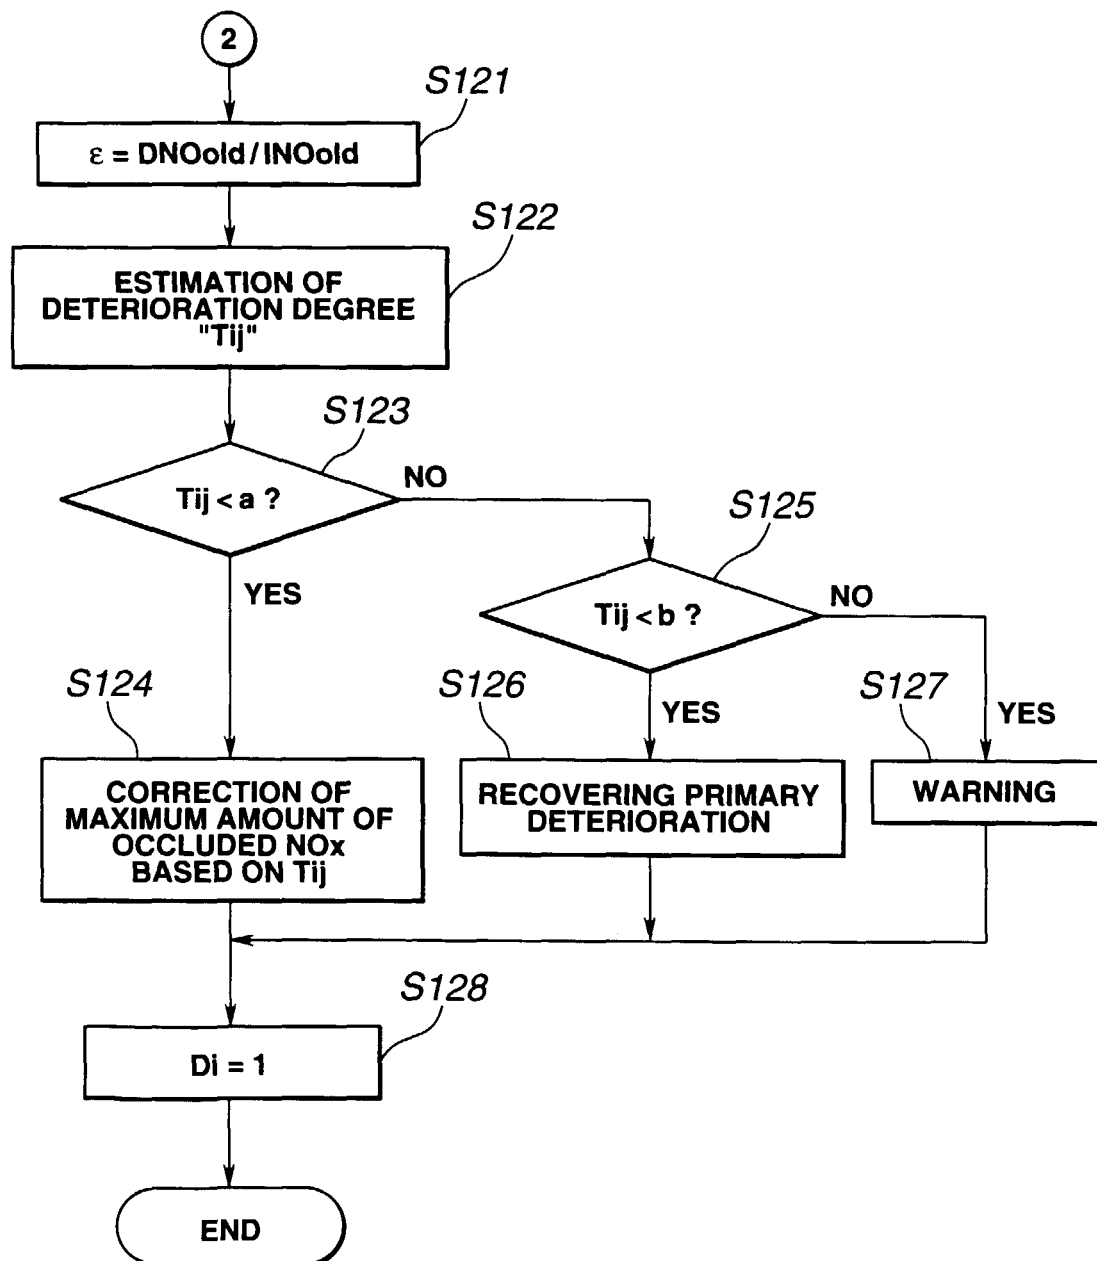 2
S121
ε = DNOold / INOold
S122
ESTIMATION OF
DETERIORATION DEGREE
"Tij"
S123
Tij < a ?
NO
YES
S125
Tij < b ?
NO
YES
YES
S124
CORRECTION OF
MAXIMUM AMOUNT OF
OCCLUDED NOx
BASED ON Tij
S126
RECOVERING PRIMARY
DETERIORATION
S127
WARNING
S128
Di = 1
END